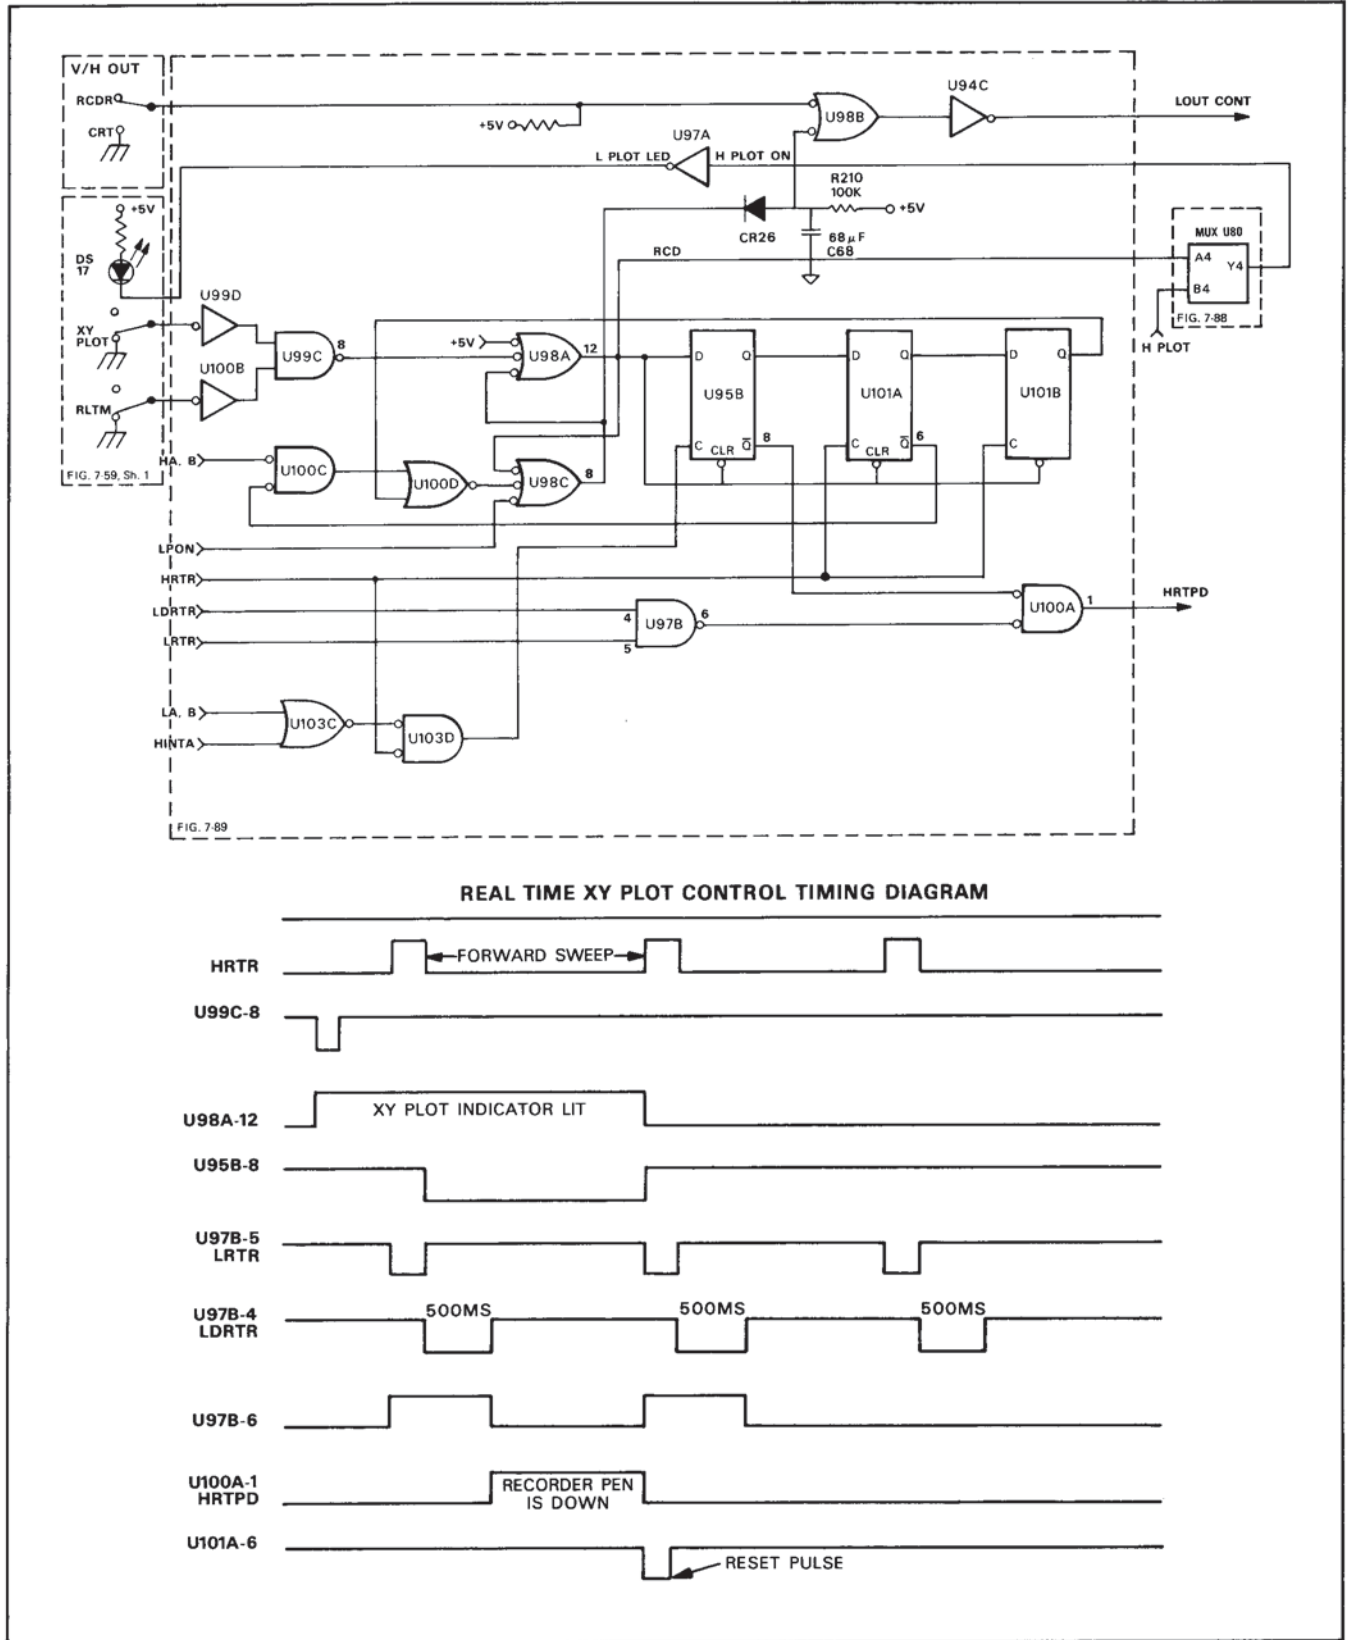 V/H OUT
RCDR
CRT
+5V
U98B
U94C
LOUT CONT
U97A
L PLOT LED
H PLOT ON
R210
100K
+5V
CR26
68µF
C68
RCD
MUX U80
A4
Y4
B4
FIG. 7-88
H PLOT
+5V
DS
17
XY
PLOT
RLTM
FIG. 7-59, Sh. 1
U99D
U99C
8
U100B
+5V
U98A
12
D
Q
U95B
C
CLR
Q
8
D
Q
U101A
C
CLR
Q
6
D
Q
U101B
C
HA, B
U100C
U100D
U98C
8
LPON
HRTR
LDRTR
4
U97B
6
LRTR
5
U100A
1
HRTPD
LA, B
U103C
HINTA
U103D
FIG. 7-89
REAL TIME XY PLOT CONTROL TIMING DIAGRAM
HRTR
FORWARD SWEEP
U99C-8
U98A-12
XY PLOT INDICATOR LIT
U95B-8
U97B-5
LRTR
U97B-4
LDRTR
500MS
500MS
500MS
U97B-6
U100A-1
HRTPD
RECORDER PEN
IS DOWN
U101A-6
RESET PULSE